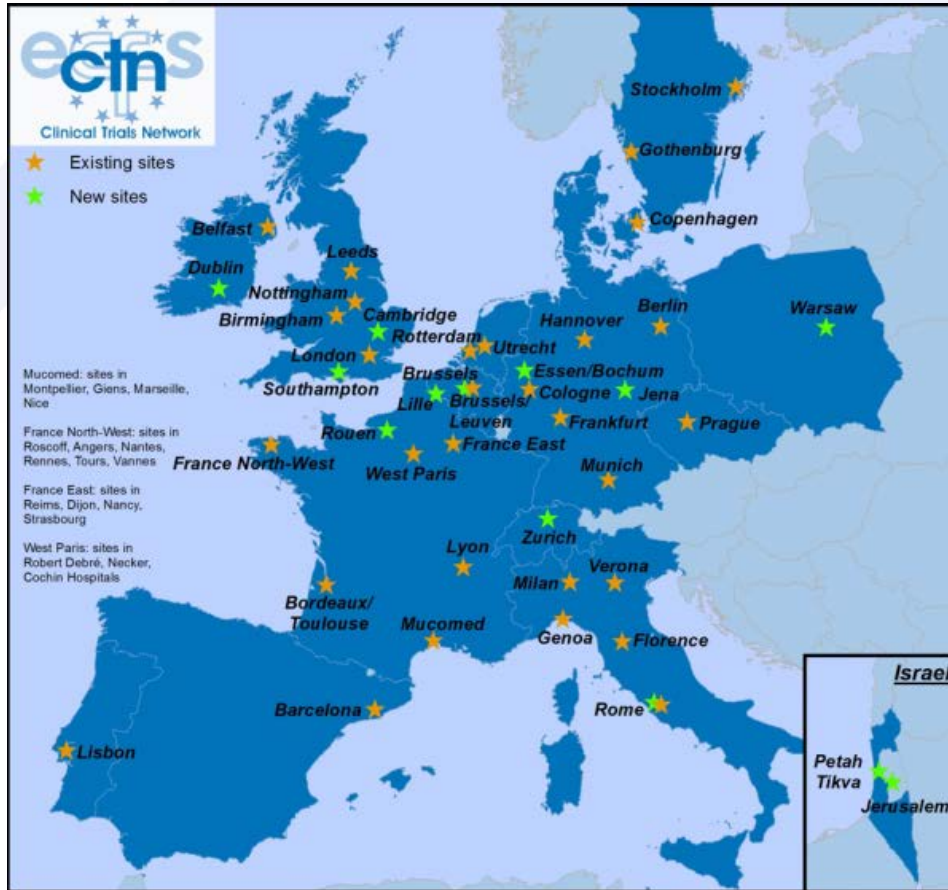 ecfs
ctn
Clinical Trials Network
Existing sites
New sites
Stockholm
Gothenburg
Copenhagen
Belfast
Dublin
Leeds
Nottingham
Birmingham
Cambridge
London
Southampton
Rotterdam
Utrecht
Hannover
Berlin
Warsaw
Brussels
Brussels/
Leuven
Lille
Essen/Bochum
Cologne
Jena
Rouen
France North-West
West Paris
France East
Frankfurt
Prague
Munich
Zurich
Mucomed: sites in
Montpellier, Giens, Marseille,
Nice
France North-West: sites in
Roscoff, Angers, Nantes,
Rennes, Tours, Vannes
France East: sites in
Reims, Dijon, Nancy,
Strasbourg
West Paris: sites in
Robert Debré, Necker,
Cochin Hospitals
Lyon
Milan
Verona
Bordeaux/
Toulouse
Mucomed
Genoa
Florence
Barcelona
Rome
Lisbon
Israel
Petah
Tikva
Jerusalem